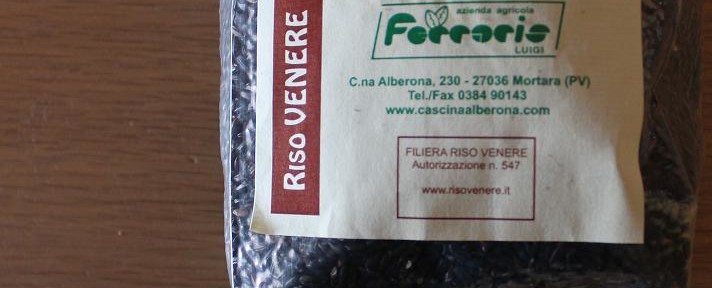 RISO VENERE
azienda agricola
Ferraris
LUIGI
C.na Alberona, 230 - 27036 Mortara (PV)
Tel./Fax 0384 90143
www.cascinaalberona.com
FILIERA RISO VENERE
Autorizzazione n. 547
www.risovenere.it